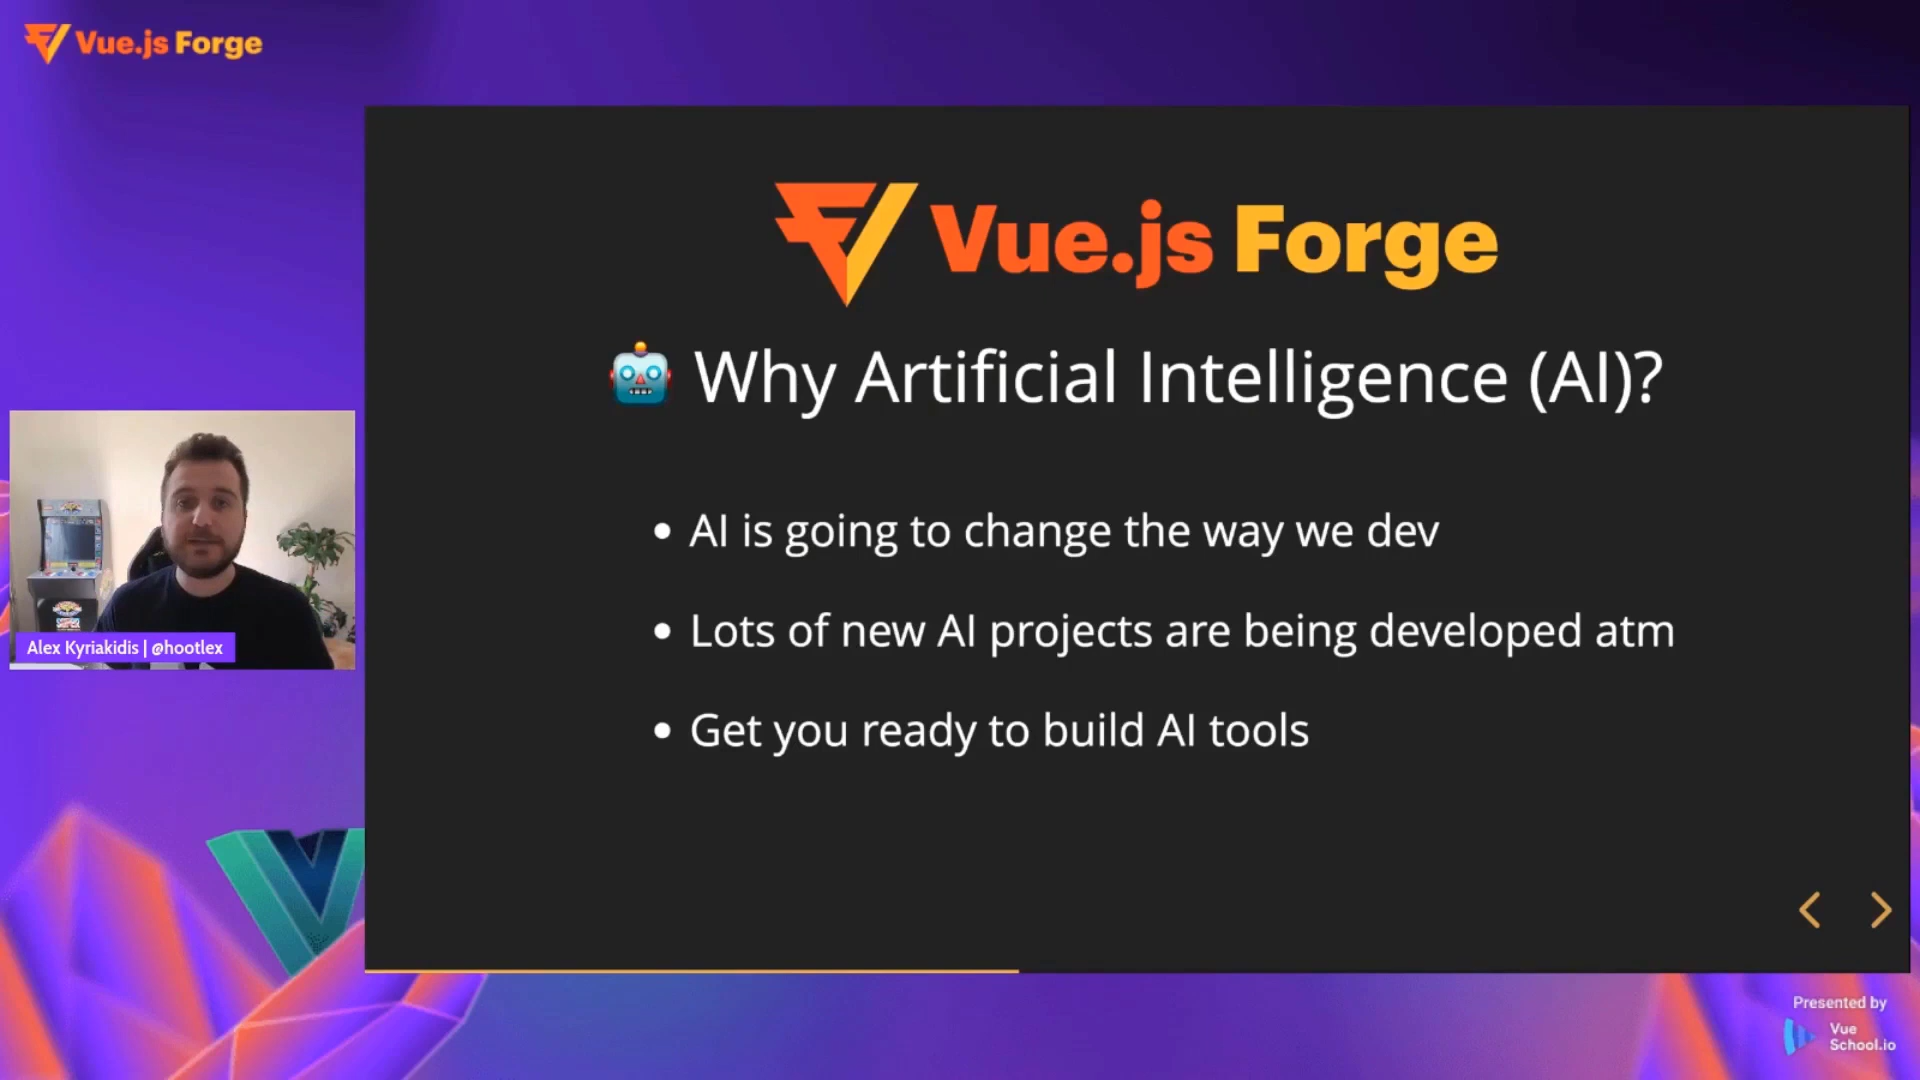 Vue.js Forge
Vue.js Forge
Why Artificial Intelligence (AI)?
• AI is going to change the way we dev
• Lots of new AI projects are being developed atm
• Get you ready to build AI tools
Alex Kyriakidis | @hootlex
Presented by
Vue
School.io